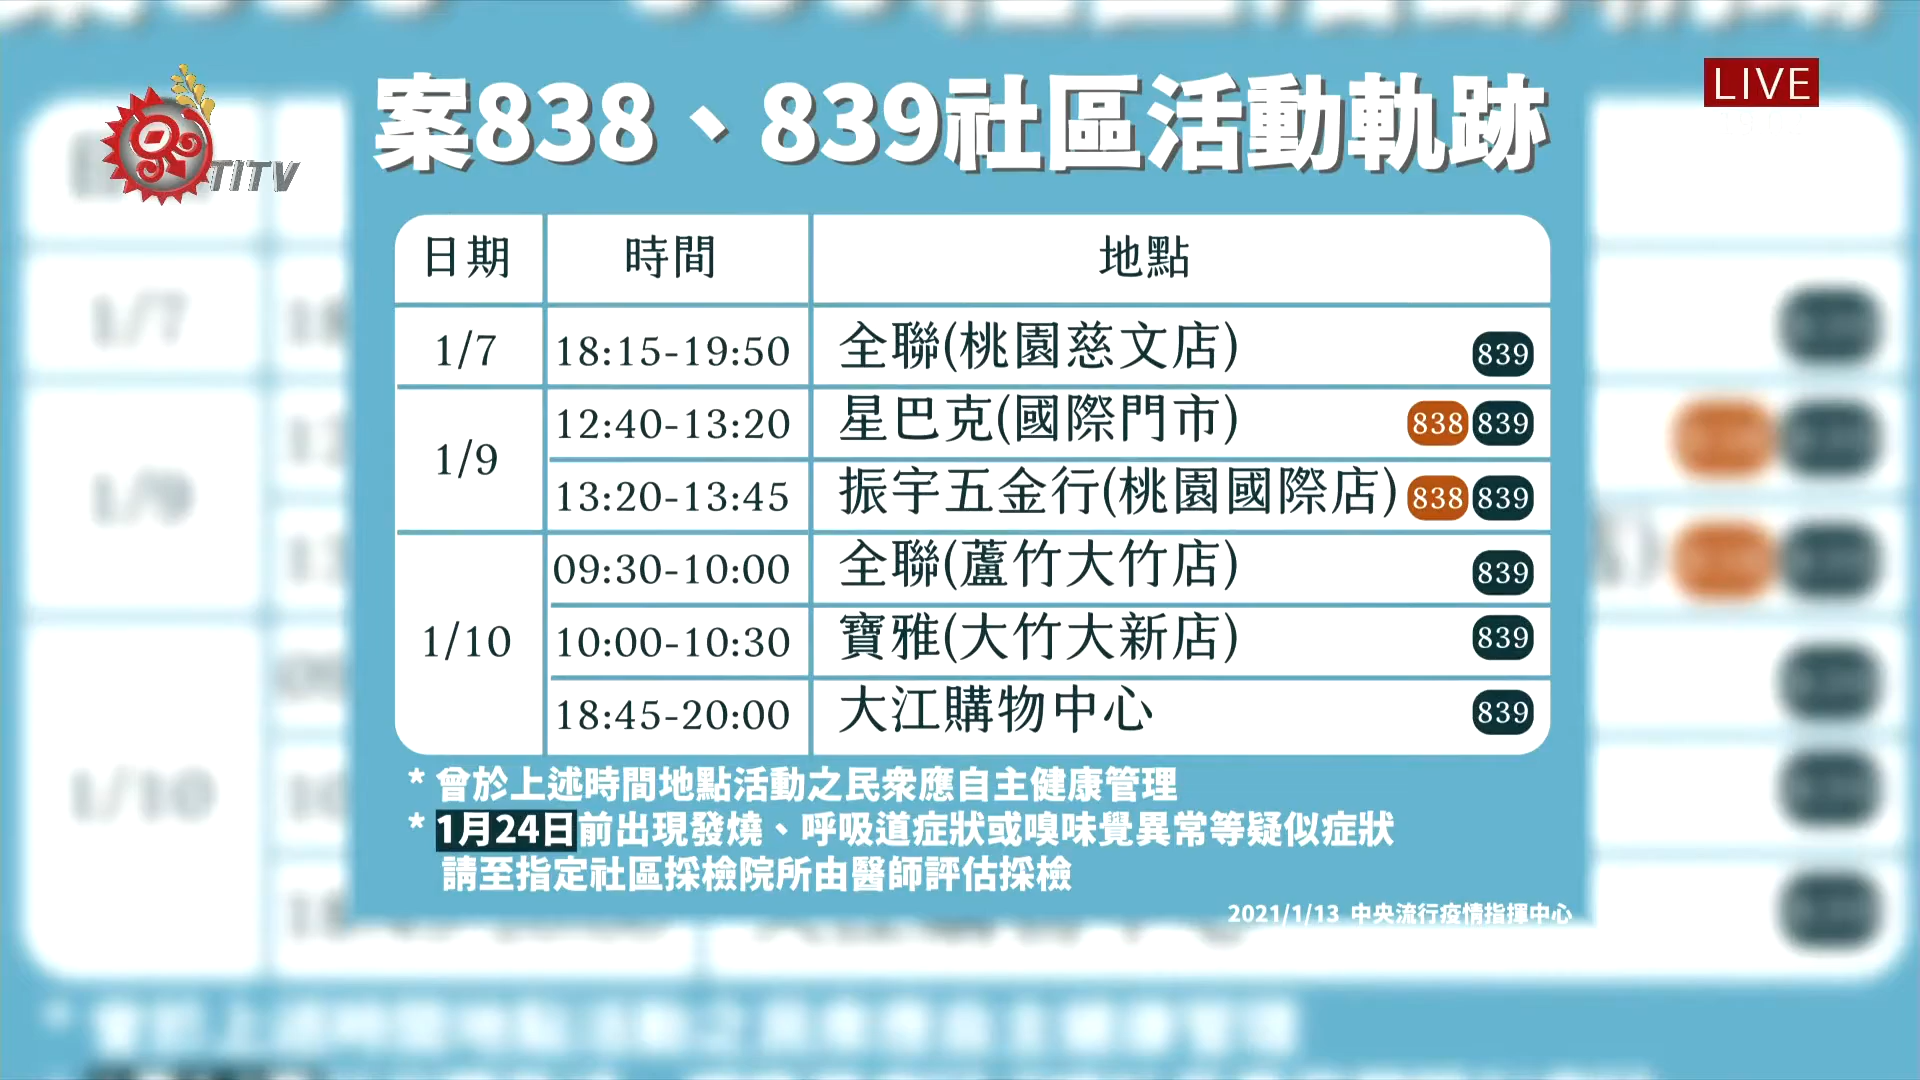 案838、839社區活動軌跡
TITV
LIVE
日期 時間 地點
1/7 18:15-19:50 全聯(桃園慈文店) 839
1/9 12:40-13:20 星巴克(國際門市) 838 839
13:20-13:45 振宇五金行(桃園國際店) 838 839
1/10 09:30-10:00 全聯(蘆竹大竹店) 839
10:00-10:30 寶雅(大竹大新店) 839
18:45-20:00 大江購物中心 839
* 曾於上述時間地點活動之民眾應自主健康管理
* 1月24日前出現發燒、呼吸道症狀或嗅味覺異常等疑似症狀
請至指定社區採檢院所由醫師評估採檢
2021/1/13 中央流行疫情指揮中心